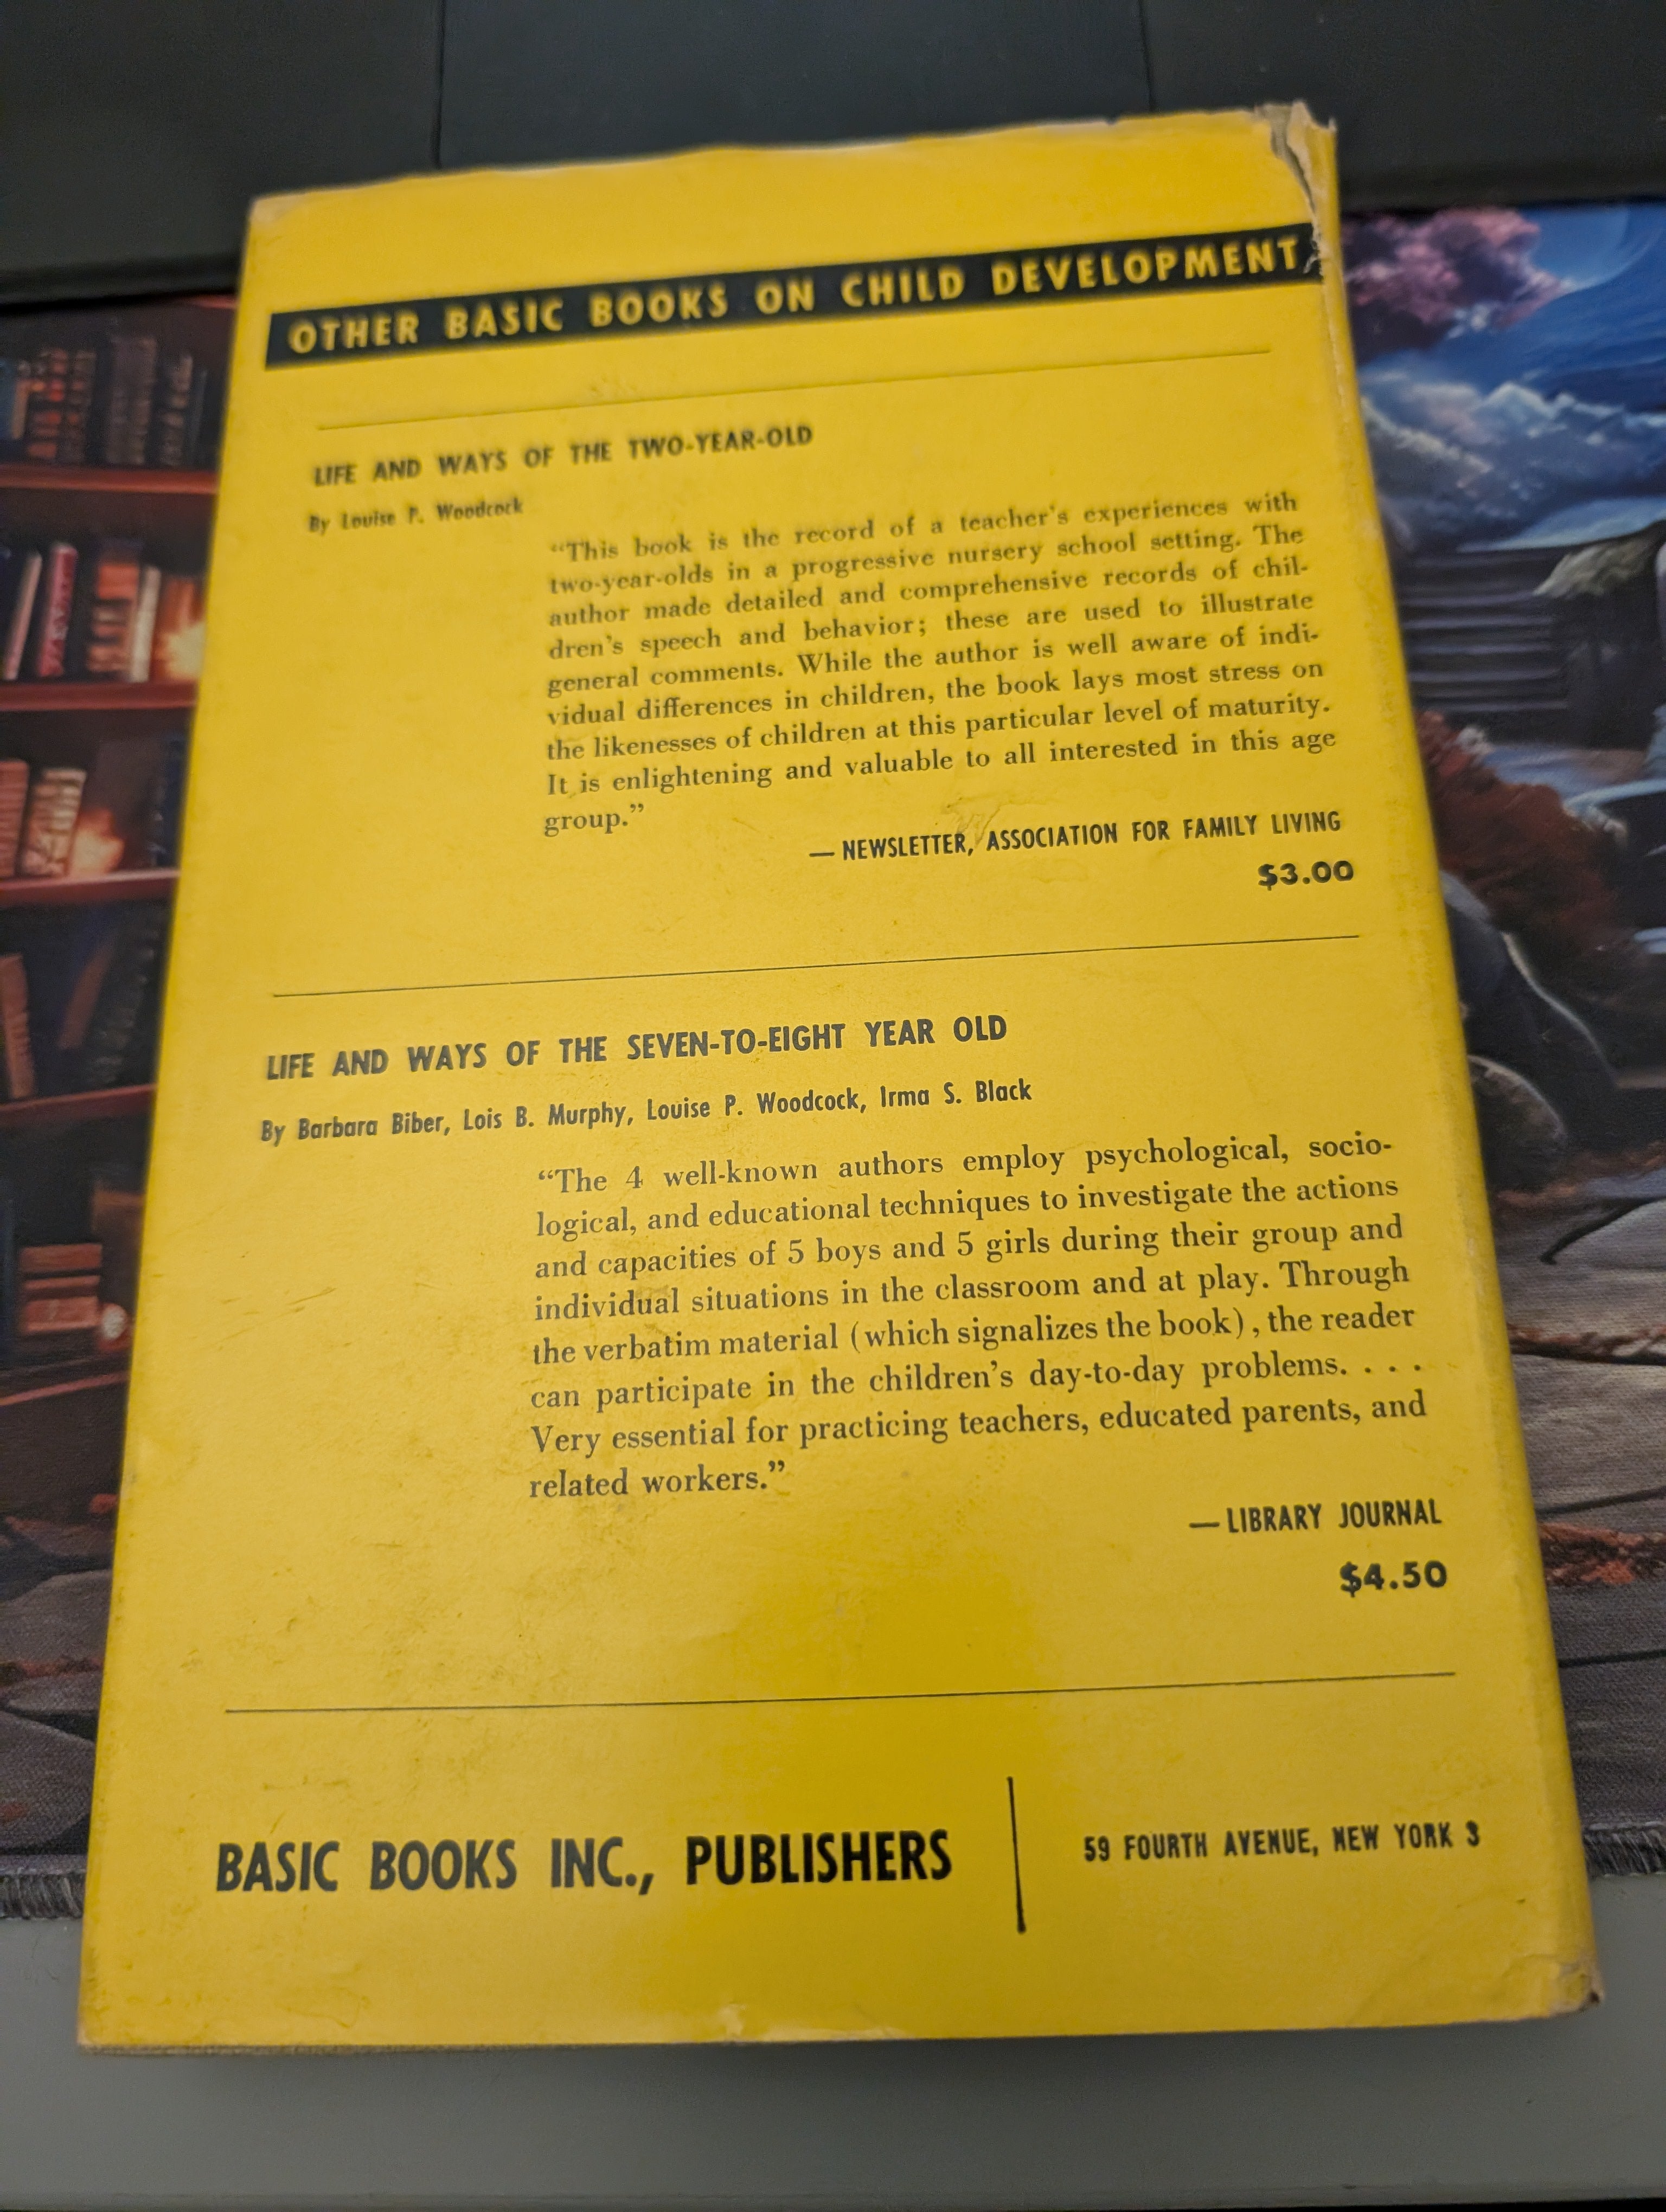 OTHER BASIC BOOKS ON CHILD DEVELOPMENT
LIFE AND WAYS OF THE TWO-YEAR-OLD
By Louise P. Woodcock
“This book is the record of a teacher’s experiences with
two-year-olds in a progressive nursery school setting. The
author made detailed and comprehensive records of chil-
dren’s speech and behavior; these are used to illustrate
general comments. While the author is well aware of indi-
vidual differences in children, the book lays most stress on
the likenesses of children at this particular level of maturity.
It is enlightening and valuable to all interested in this age
group.”
— NEWSLETTER, ASSOCIATION FOR FAMILY LIVING
$3.00
LIFE AND WAYS OF THE SEVEN-TO-EIGHT YEAR OLD
By Barbara Biber, Lois B. Murphy, Louise P. Woodcock, Irma S. Black
“The 4 well-known authors employ psychological, socio-
logical, and educational techniques to investigate the actions
and capacities of 5 boys and 5 girls during their group and
individual situations in the classroom and at play. Through
the verbatim material (which signalizes the book), the reader
can participate in the children’s day-to-day problems. . . .
Very essential for practicing teachers, educated parents, and
related workers.”
— LIBRARY JOURNAL
$4.50
BASIC BOOKS INC., PUBLISHERS
59 FOURTH AVENUE, NEW YORK 3